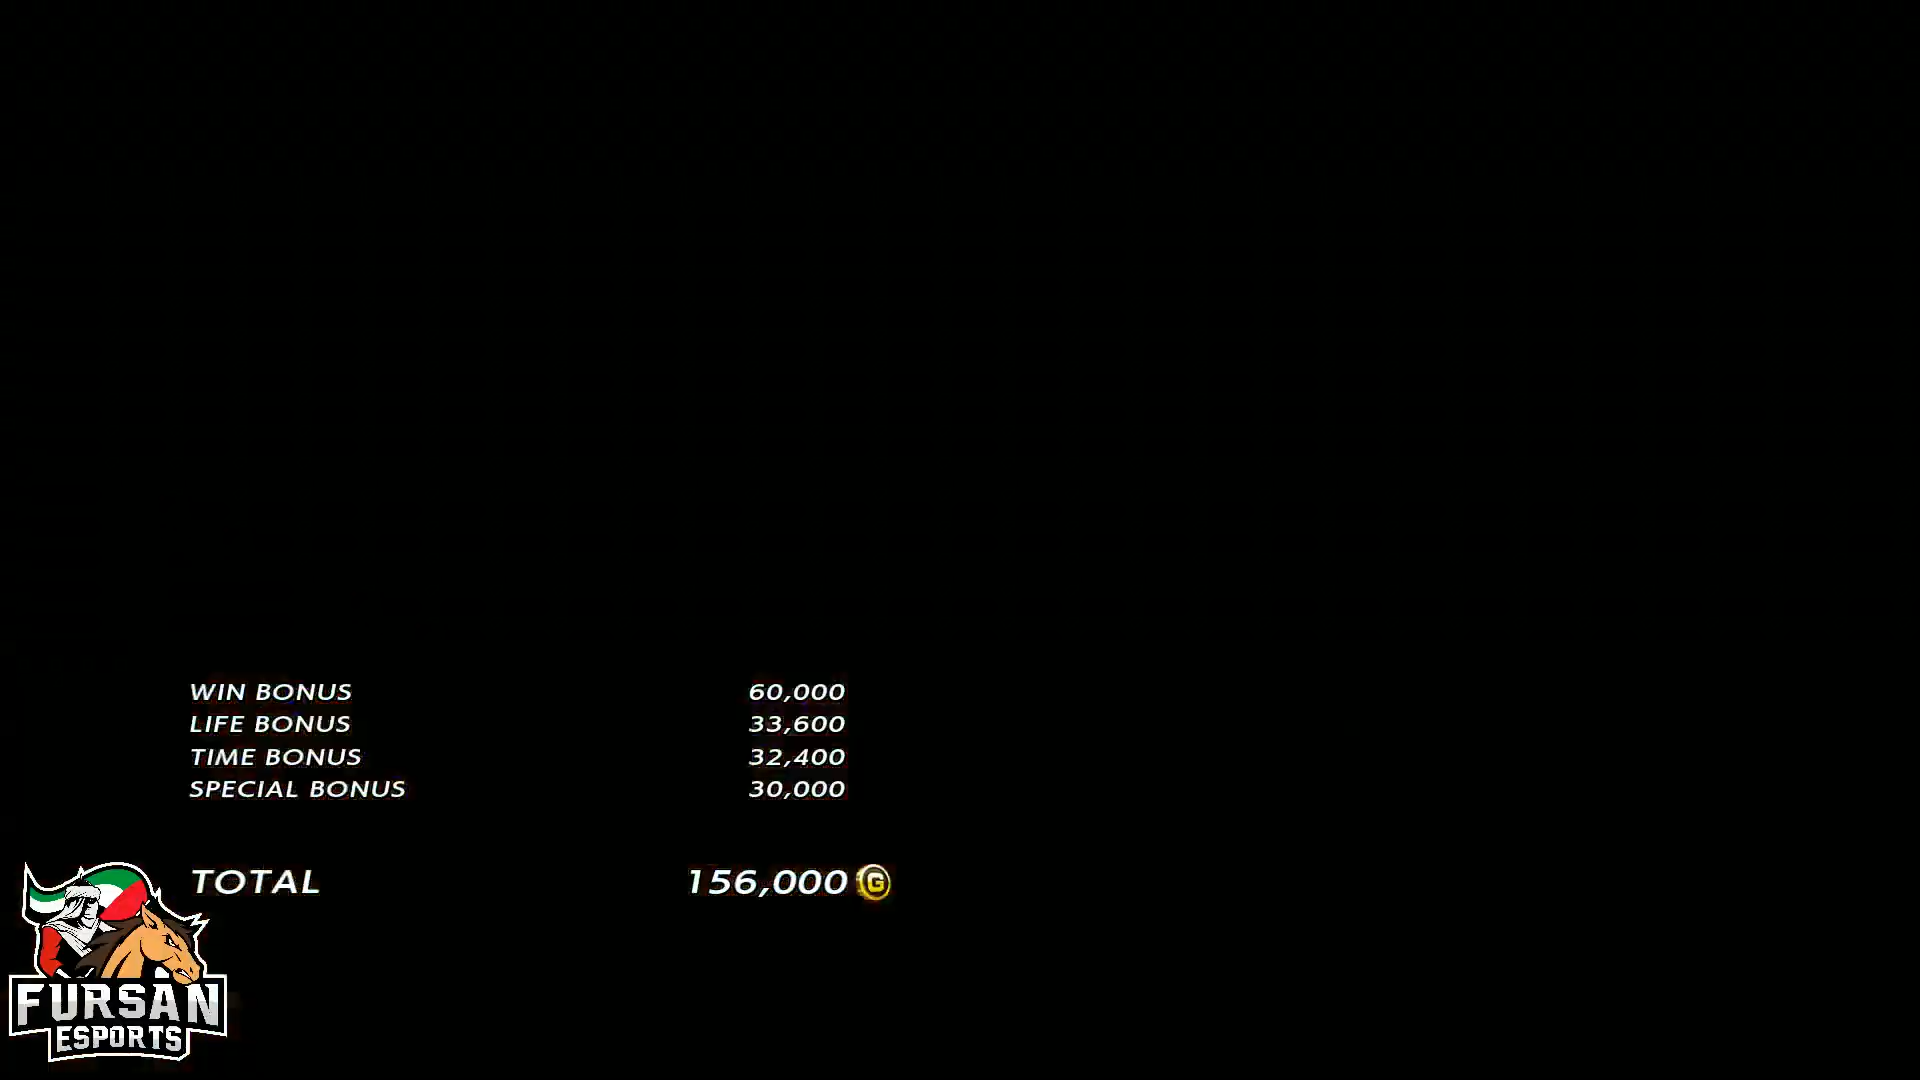 WIN BONUS 60,000
LIFE BONUS 33,600
TIME BONUS 32,400
SPECIAL BONUS 30,000
TOTAL 156,000 G
FURSAN
ESPORTS